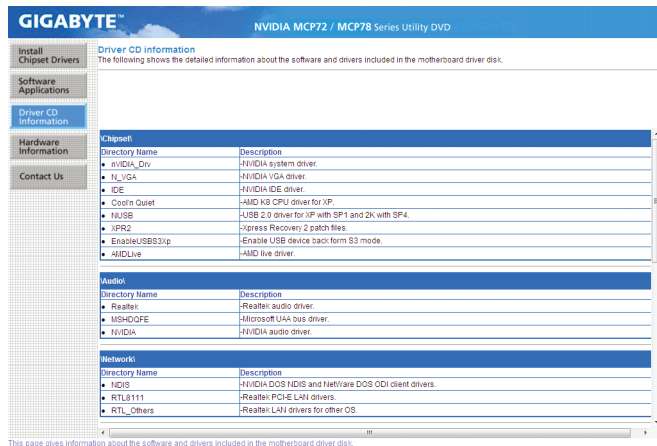 GIGABYTE™
NVIDIA MCP72 / MCP78 Series Utility DVD
Install
Chipset Drivers
Software
Applications
Driver CD
Information
Hardware
Information
Contact Us
Driver CD information
The following shows the detailed information about the software and drivers included in the motherboard driver disk.
\Chipset\
Directory Name Description
• nVIDIA_Drv -NVIDIA system driver.
• N_VGA -NVIDIA VGA driver.
• IDE -NVIDIA IDE driver.
• Cool'n Quiet -AMD K8 CPU driver for XP.
• NUSB -USB 2.0 driver for XP with SP1 and 2K with SP4.
• XPR2 -Xpress Recovery 2 patch files.
• EnableUSBS3Xp -Enable USB device back form S3 mode.
• AMDLive -AMD live driver.
\Audio\
Directory Name Description
• Realtek -Realtek audio driver.
• MSHDQFE -Microsoft UAA bus driver.
• NVIDIA -NVIDIA audio driver.
\Network\
Directory Name Description
• NDIS -NVIDIA DOS NDIS and NetWare DOS ODI client drivers.
• RTL8111 -Realtek PCI-E LAN drivers.
• RTL_Others -Realtek LAN drivers for other OS.
This page gives information about the software and drivers included in the motherboard driver disk.